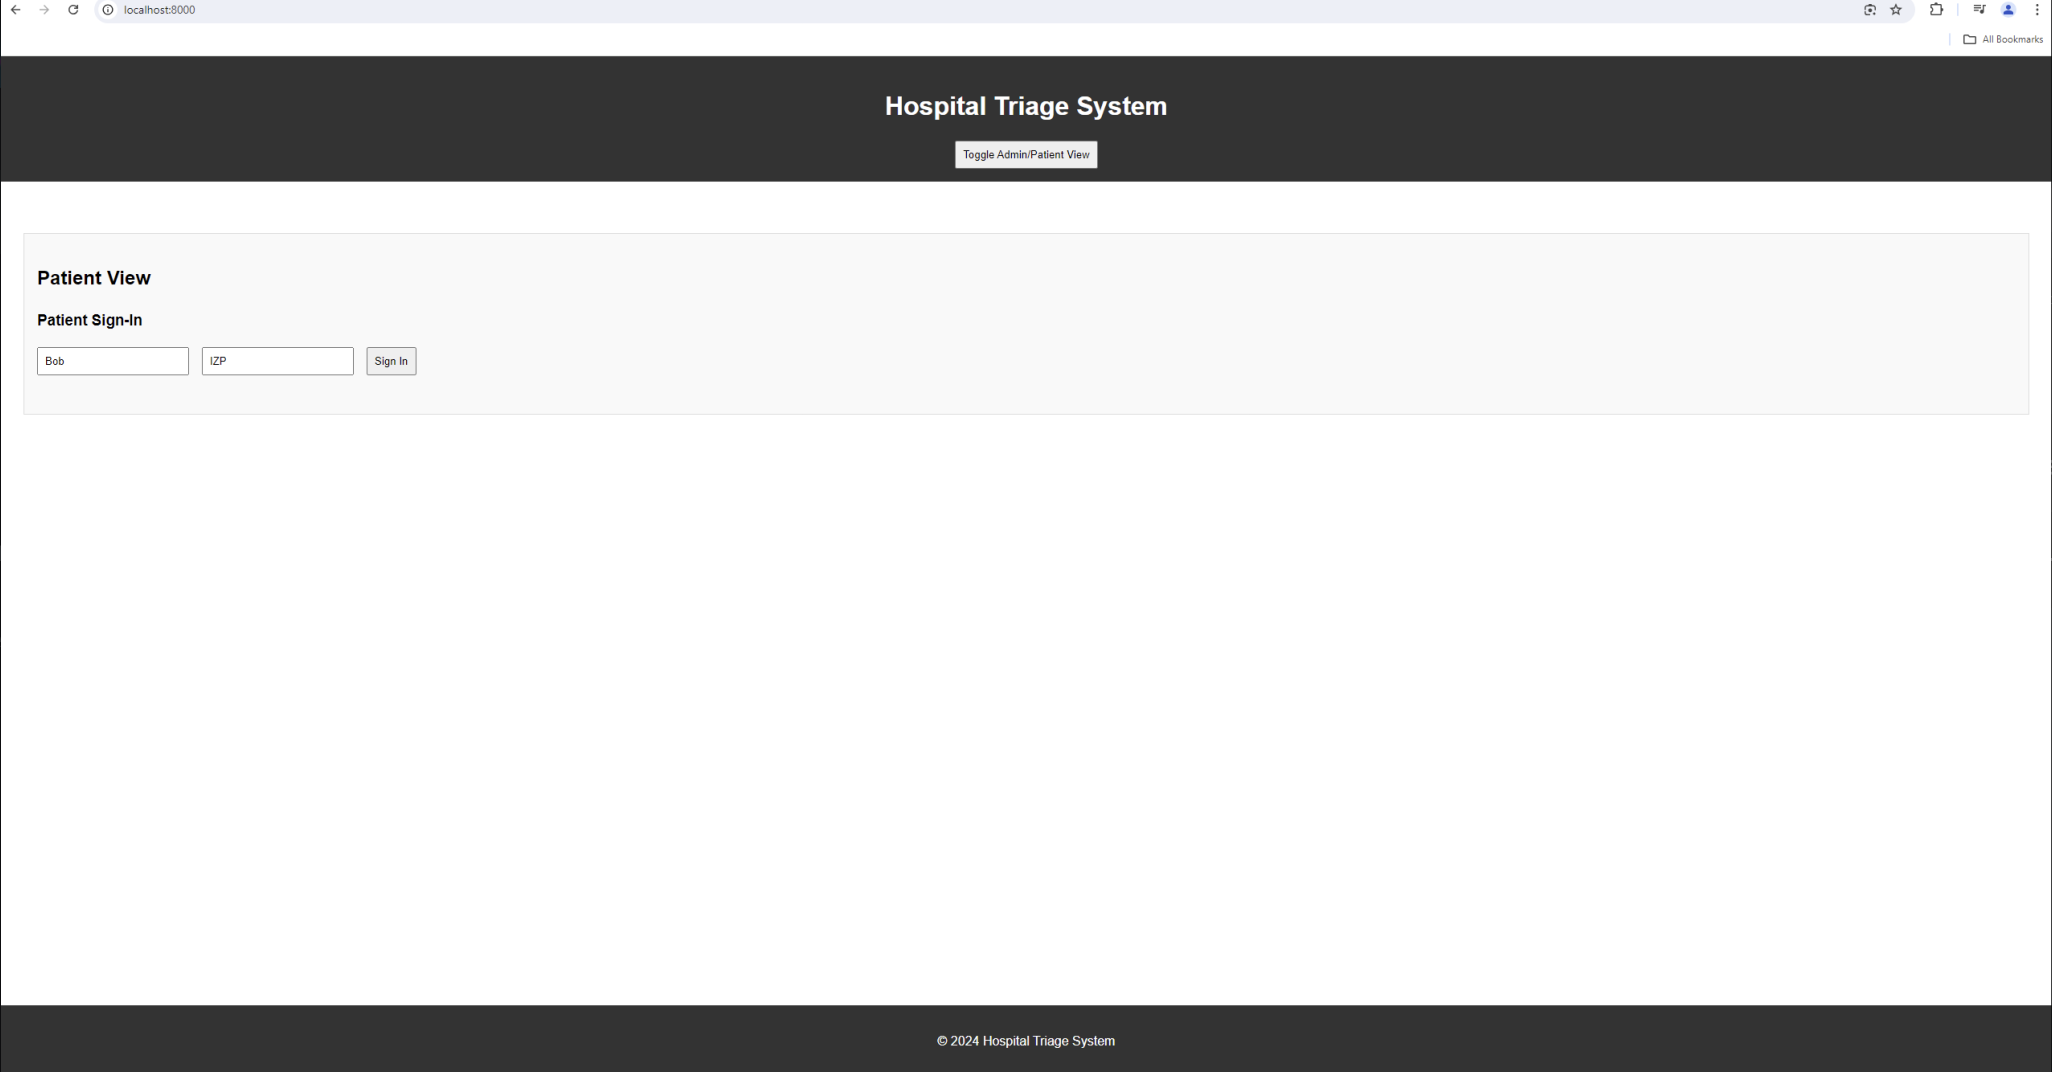 localhost:8000
All Bookmarks
Hospital Triage System
Toggle Admin/Patient View
Patient View
Patient Sign-In
Bob IZP Sign In
© 2024 Hospital Triage System